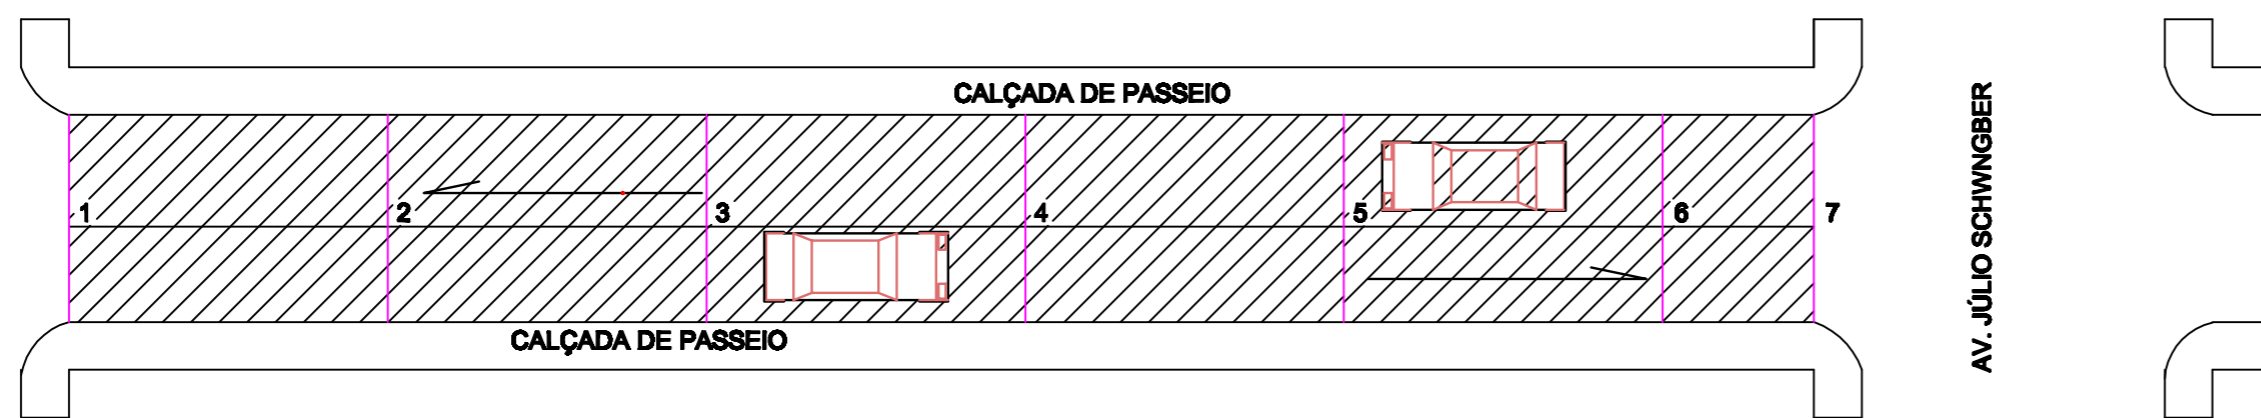 CALÇADA DE PASSEIO
1 2 3 4 5 6 7
CALÇADA DE PASSEIO
AV. JÚLIO SCHWNGBER